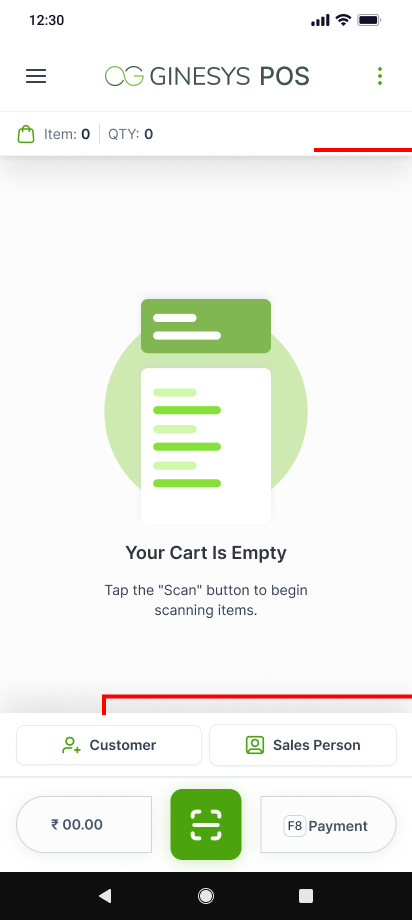 12:30
GINESYS POS
Item: 0 QTY: 0
Your Cart Is Empty
Tap the "Scan" button to begin
scanning items.
Customer
Sales Person
₹ 00.00
F8 Payment